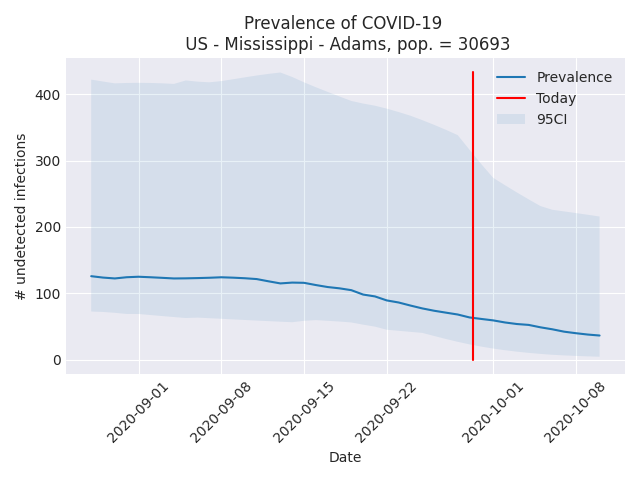 Prevalence of COVID-19
US - Mississippi - Adams, pop. = 30693
Prevalence
Today
95CI
# undetected infections
400
300
200
100
0
2020-09-01
2020-09-08
2020-09-15
2020-09-22
2020-10-01
2020-10-08
Date